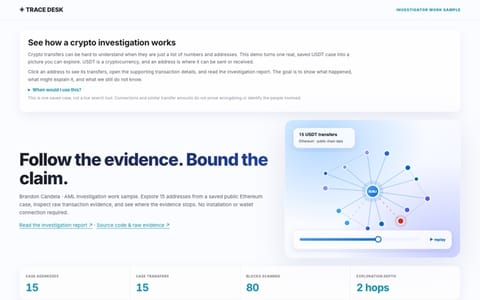 TRACE DESK
INVESTIGATOR WORK SAMPLE
See how a crypto investigation works
Crypto transfers can be hard to understand when they are just a list of numbers and addresses. This demo turns one real, saved USDT case into a
picture you can explore. USDT is a cryptocurrency, and an address is where it can be sent or received.
Click an address to see its transfers, open the supporting transaction details, and read the investigation report. The goal is to show what happened,
what might explain it, and what we still do not know.
▸ When would I use this?
This is one saved case, not a live search tool. Connections and similar transfer amounts do not prove wrongdoing or identify the people involved.
15 USDT transfers
Ethereum · public chain data
Follow the evidence. Bound the
claim.
Brandon Candela · AML investigation work sample. Explore 15 addresses from a saved public Ethereum
case, inspect raw transaction evidence, and see where the evidence stops. No installation or wallet
connection required.
Read the investigation report ↗ · Source code & raw evidence ↗
▶ replay
CASE ADDRESSES
15
CASE TRANSFERS
15
BLOCKS SCANNED
80
EXPLORATION DEPTH
2 hops